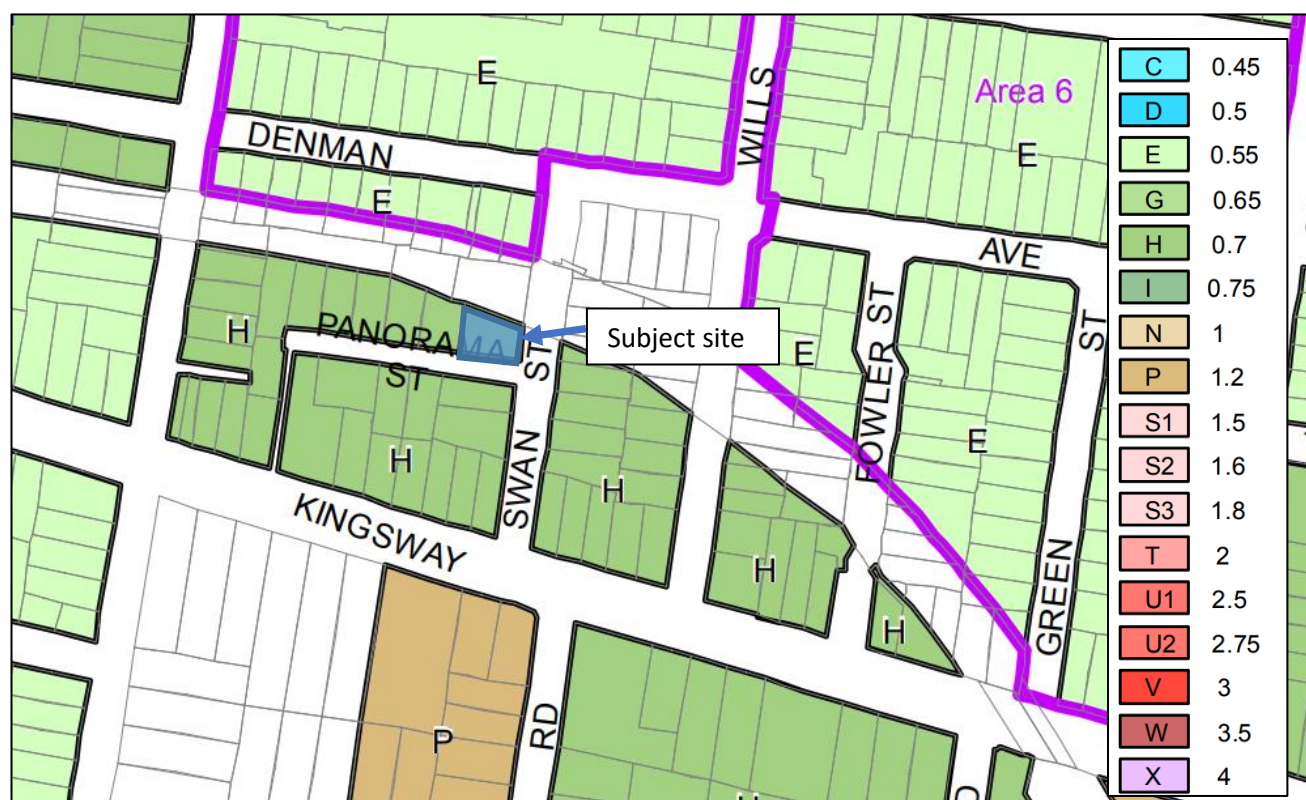 E
DENMAN
E
WILLS
Area 6
E
AVE
H
PANORAMA
ST
Subject site
E
FOWLER ST
ST
ST
H
SWAN
H
E
KINGSWAY
H
H
GREEN
P
RD
C 0.45
D 0.5
E 0.55
G 0.65
H 0.7
I 0.75
N 1
P 1.2
S1 1.5
S2 1.6
S3 1.8
T 2
U1 2.5
U2 2.75
V 3
W 3.5
X 4